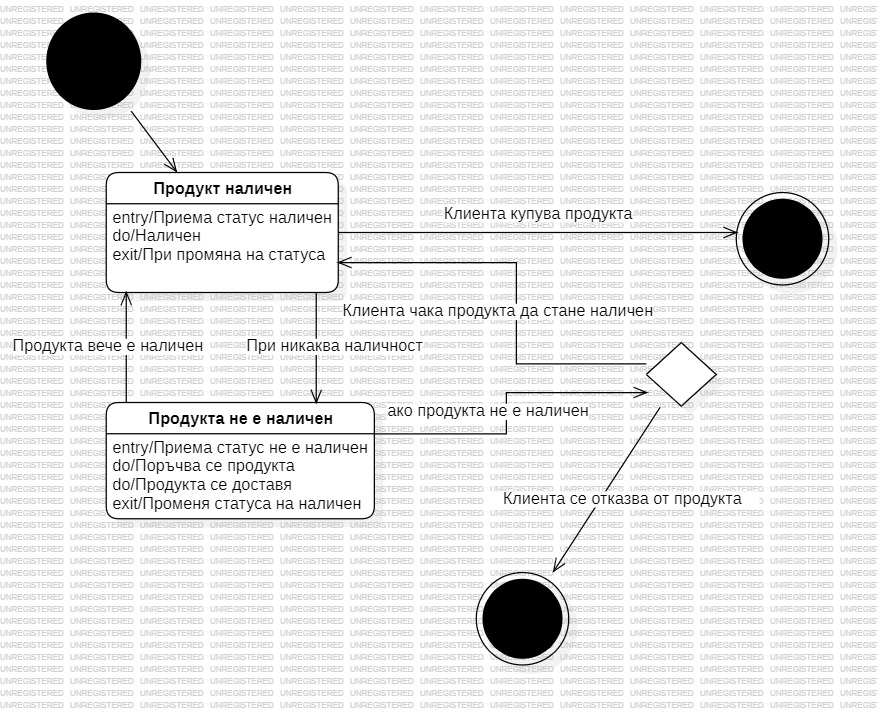 Продукт наличен
entry/Приема статус наличен
do/Наличен
exit/При промяна на статуса
Клиента купува продукта
Клиента чака продукта да стане наличен
Продукта вече е наличен
При никаква наличност
Продукта не е наличен
entry/Приема статус не е наличен
do/Поръчва се продукта
do/Продукта се доставя
exit/Променя статуса на наличен
ако продукта не е наличен
Клиента се отказва от продукта
UNREGISTERED